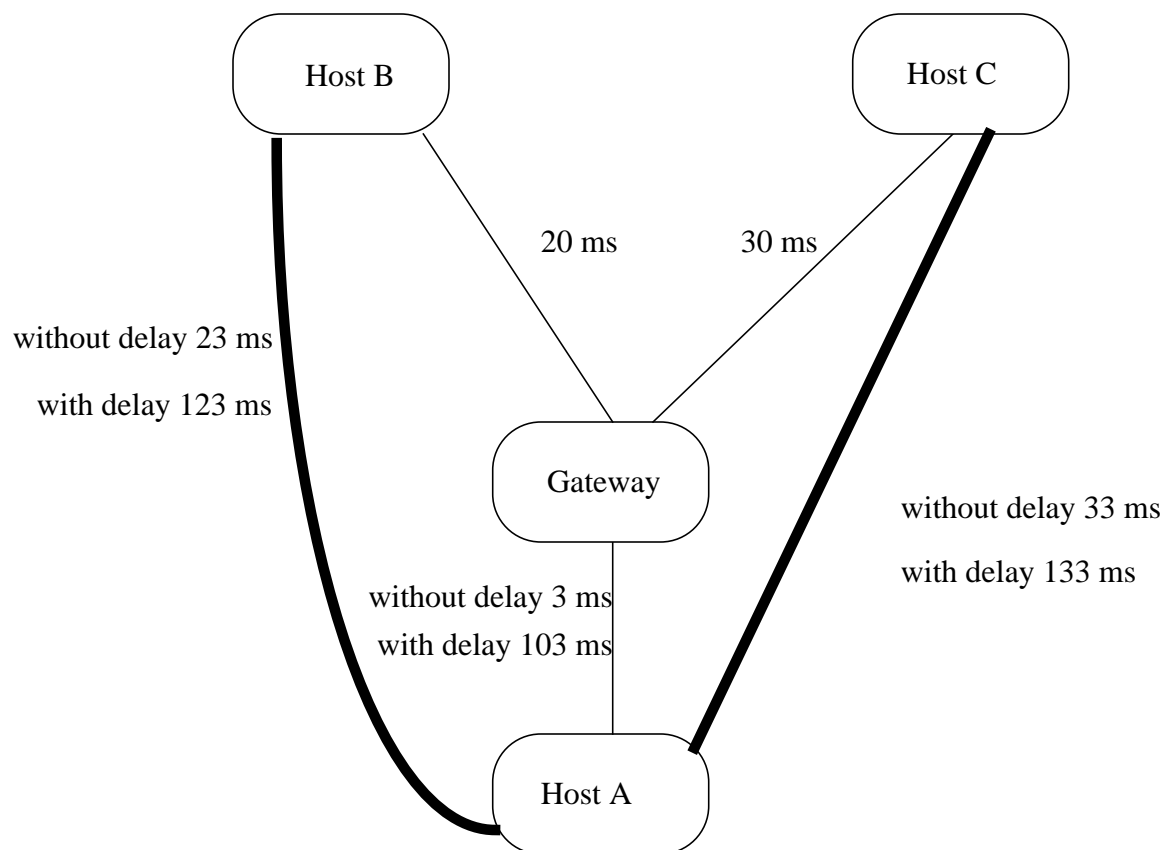 Host B
Host C
20 ms
30 ms
without delay 23 ms
with delay 123 ms
Gateway
without delay 33 ms
with delay 133 ms
without delay 3 ms
with delay 103 ms
Host A